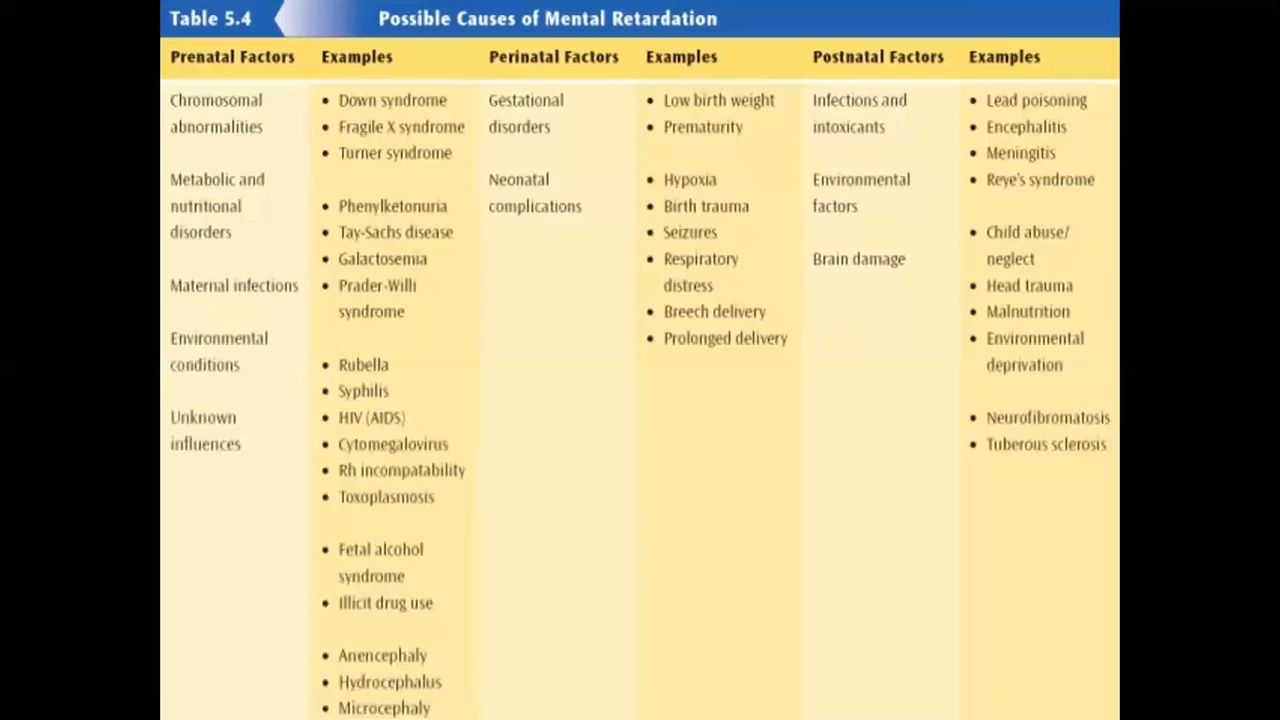 Table 5.4 Possible Causes of Mental Retardation
Prenatal Factors Examples Perinatal Factors Examples Postnatal Factors Examples
Chromosomal
abnormalities
Metabolic and
nutritional
disorders
Maternal infections
Environmental
conditions
Unknown
influences
• Down syndrome
• Fragile X syndrome
• Turner syndrome
• Phenylketonuria
• Tay-Sachs disease
• Galactosemia
• Prader-Willi
syndrome
• Rubella
• Syphilis
• HIV (AIDS)
• Cytomegalovirus
• Rh incompatability
• Toxoplasmosis
• Fetal alcohol
syndrome
• Illicit drug use
• Anencephaly
• Hydrocephalus
• Microcephaly
Gestational
disorders
Neonatal
complications
• Low birth weight
• Prematurity
• Hypoxia
• Birth trauma
• Seizures
• Respiratory
distress
• Breech delivery
• Prolonged delivery
Infections and
intoxicants
Environmental
factors
Brain damage
• Lead poisoning
• Encephalitis
• Meningitis
• Reye's syndrome
• Child abuse/
neglect
• Head trauma
• Malnutrition
• Environmental
deprivation
• Neurofibromatosis
• Tuberous sclerosis